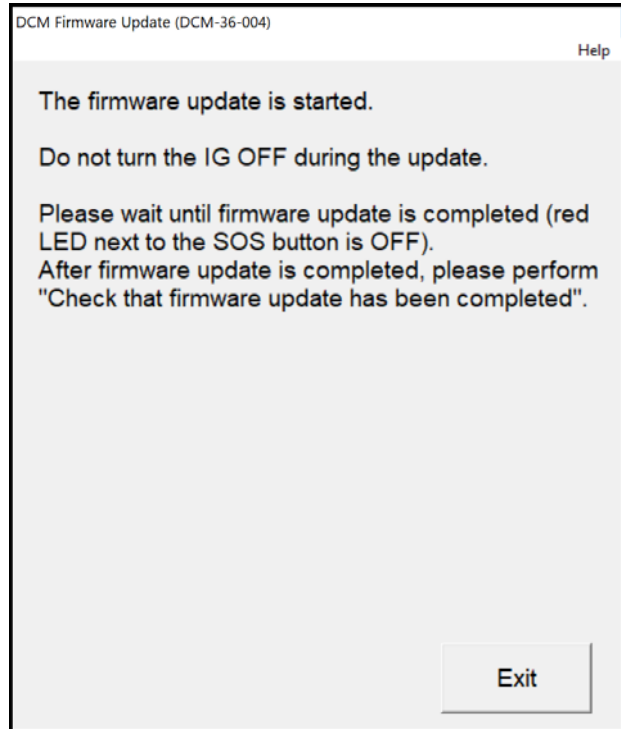 DCM Firmware Update (DCM-36-004)
Help
The firmware update is started.
Do not turn the IG OFF during the update.
Please wait until firmware update is completed (red
LED next to the SOS button is OFF).
After firmware update is completed, please perform
"Check that firmware update has been completed".
Exit